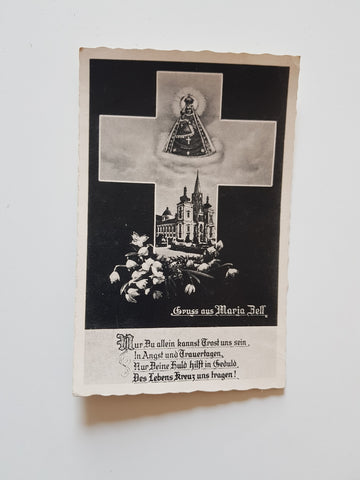 „Gruss aus Maria Zell“
Nur Du allein kannst Trost uns sein,
In Angst und Trauertagen,
Nur Deine Huld hilft in Geduld,
Des Lebens Kreuz uns tragen!